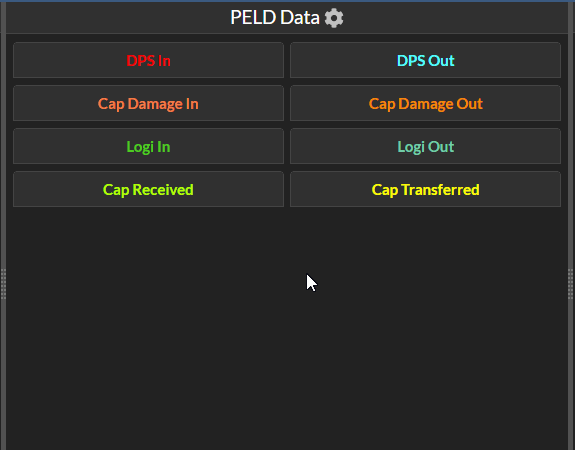 PELD Data
DPS In
DPS Out
Cap Damage In
Cap Damage Out
Logi In
Logi Out
Cap Received
Cap Transferred